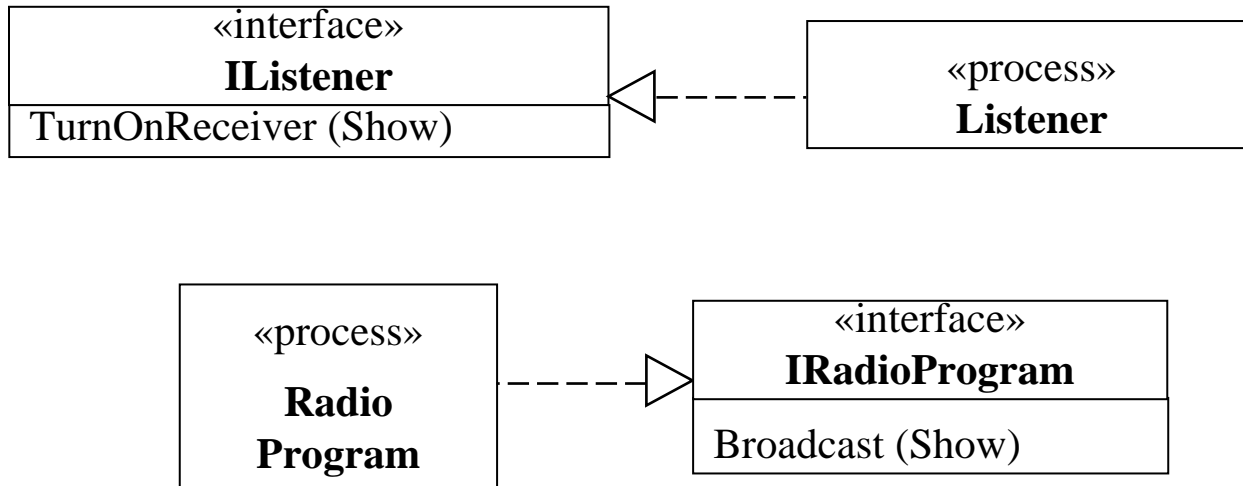 «interface»
IListener
TurnOnReceiver (Show)
«process»
Listener
«process»
Radio
Program
«interface»
IRadioProgram
Broadcast (Show)